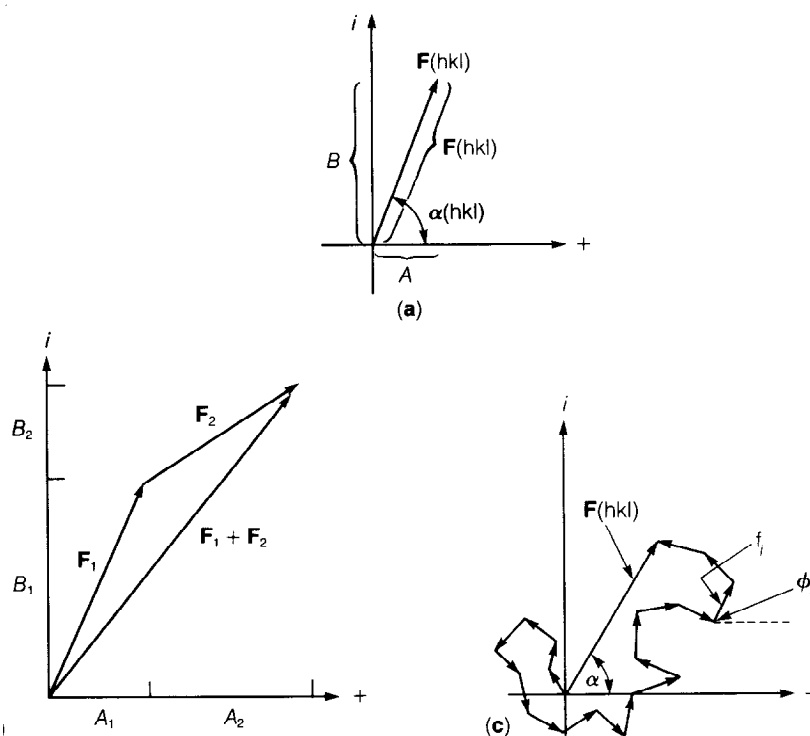 i
F(hkl)
B
F(hkl)
α(hkl)
+
A
(a)
i
B₂
F₂
F₁ + F₂
F₁
B₁
+
A₁
A₂
)
i
F(hkl)
fⱼ
ϕ
α
(c)